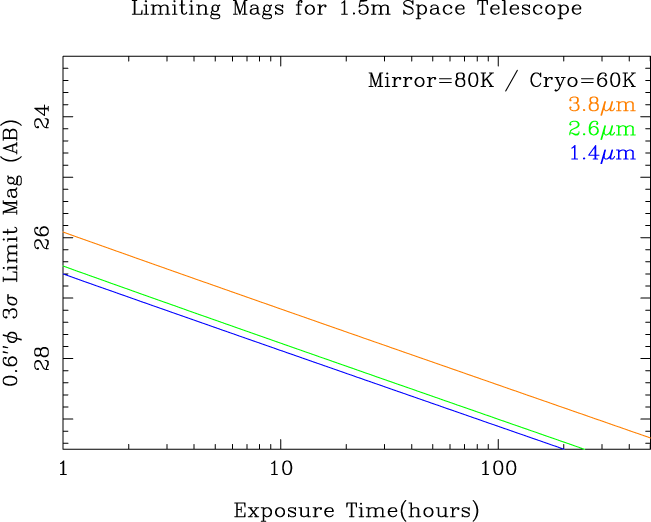 Limiting Mags for 1.5m Space Telescope
Mirror=80K / Cryo=60K
3.8μm
2.6μm
1.4μm
0.6"ϕ 3σ Limit Mag (AB)
24
26
28
1 10 100
Exposure Time(hours)